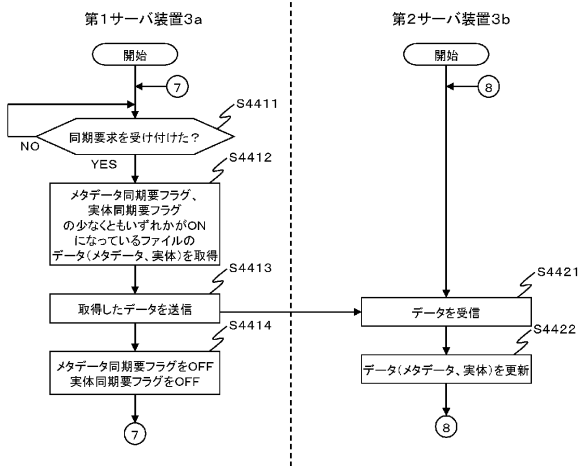 第1サーバ装置3a
第2サーバ装置3b
開始
⑦
S4411
同期要求を受け付けた?
NO
YES
S4412
メタデータ同期要フラグ、
実体同期要フラグ
の少なくともいずれかがON
になっているファイルの
データ(メタデータ、実体)を取得
S4413
取得したデータを送信
S4414
メタデータ同期要フラグをOFF
実体同期要フラグをOFF
⑦
開始
⑧
S4421
データを受信
S4422
データ(メタデータ、実体)を更新
⑧